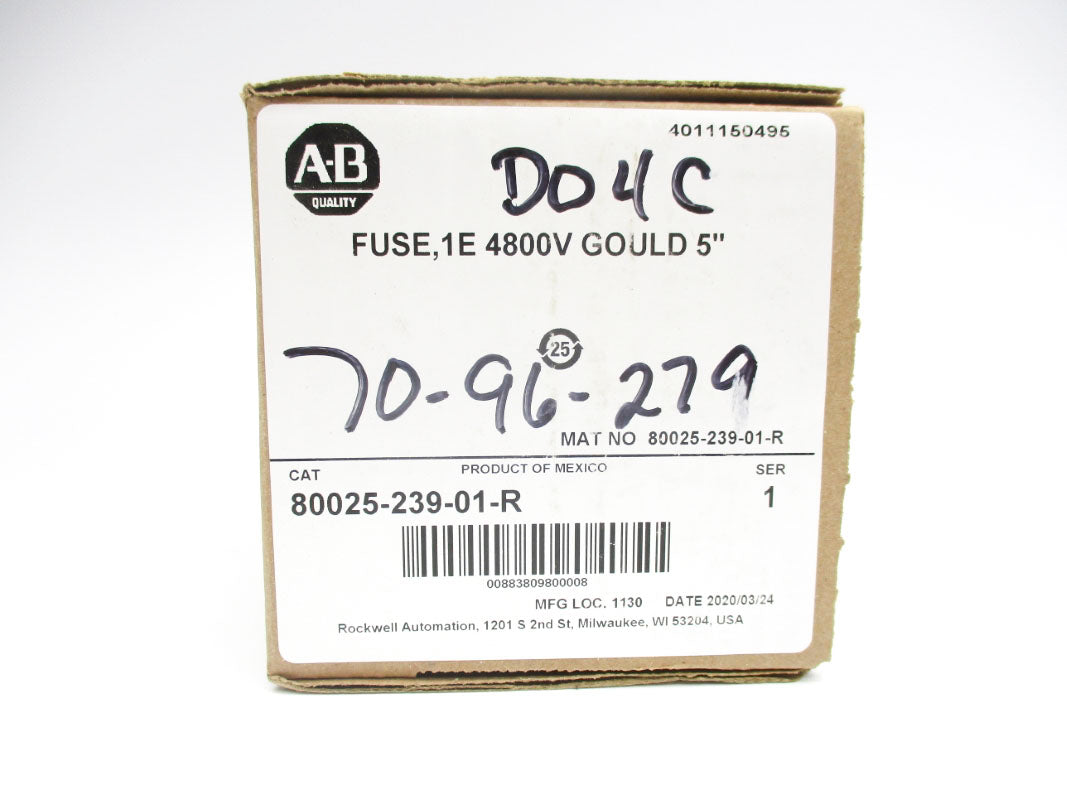 4011150495
A-B
QUALITY
D04C
FUSE,1E 4800V GOULD 5"
25
70-96-279
MAT NO 80025-239-01-R
PRODUCT OF MEXICO
CAT
SER
80025-239-01-R
1
00883809800008
MFG LOC. 1130 DATE 2020/03/24
Rockwell Automation, 1201 S 2nd St, Milwaukee, WI 53204, USA